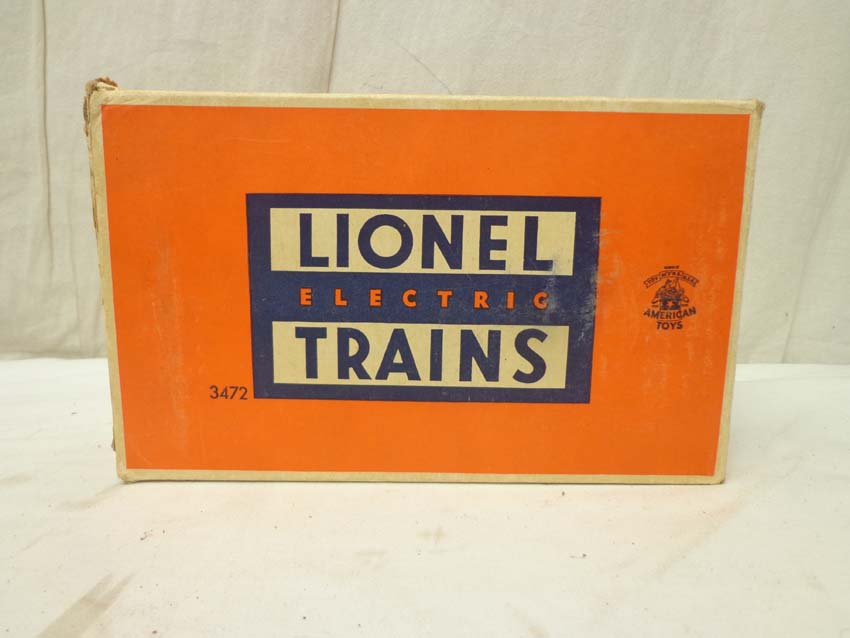 LIONEL
ELECTRIC
TRAINS
3472
AMERICAN
TOYS